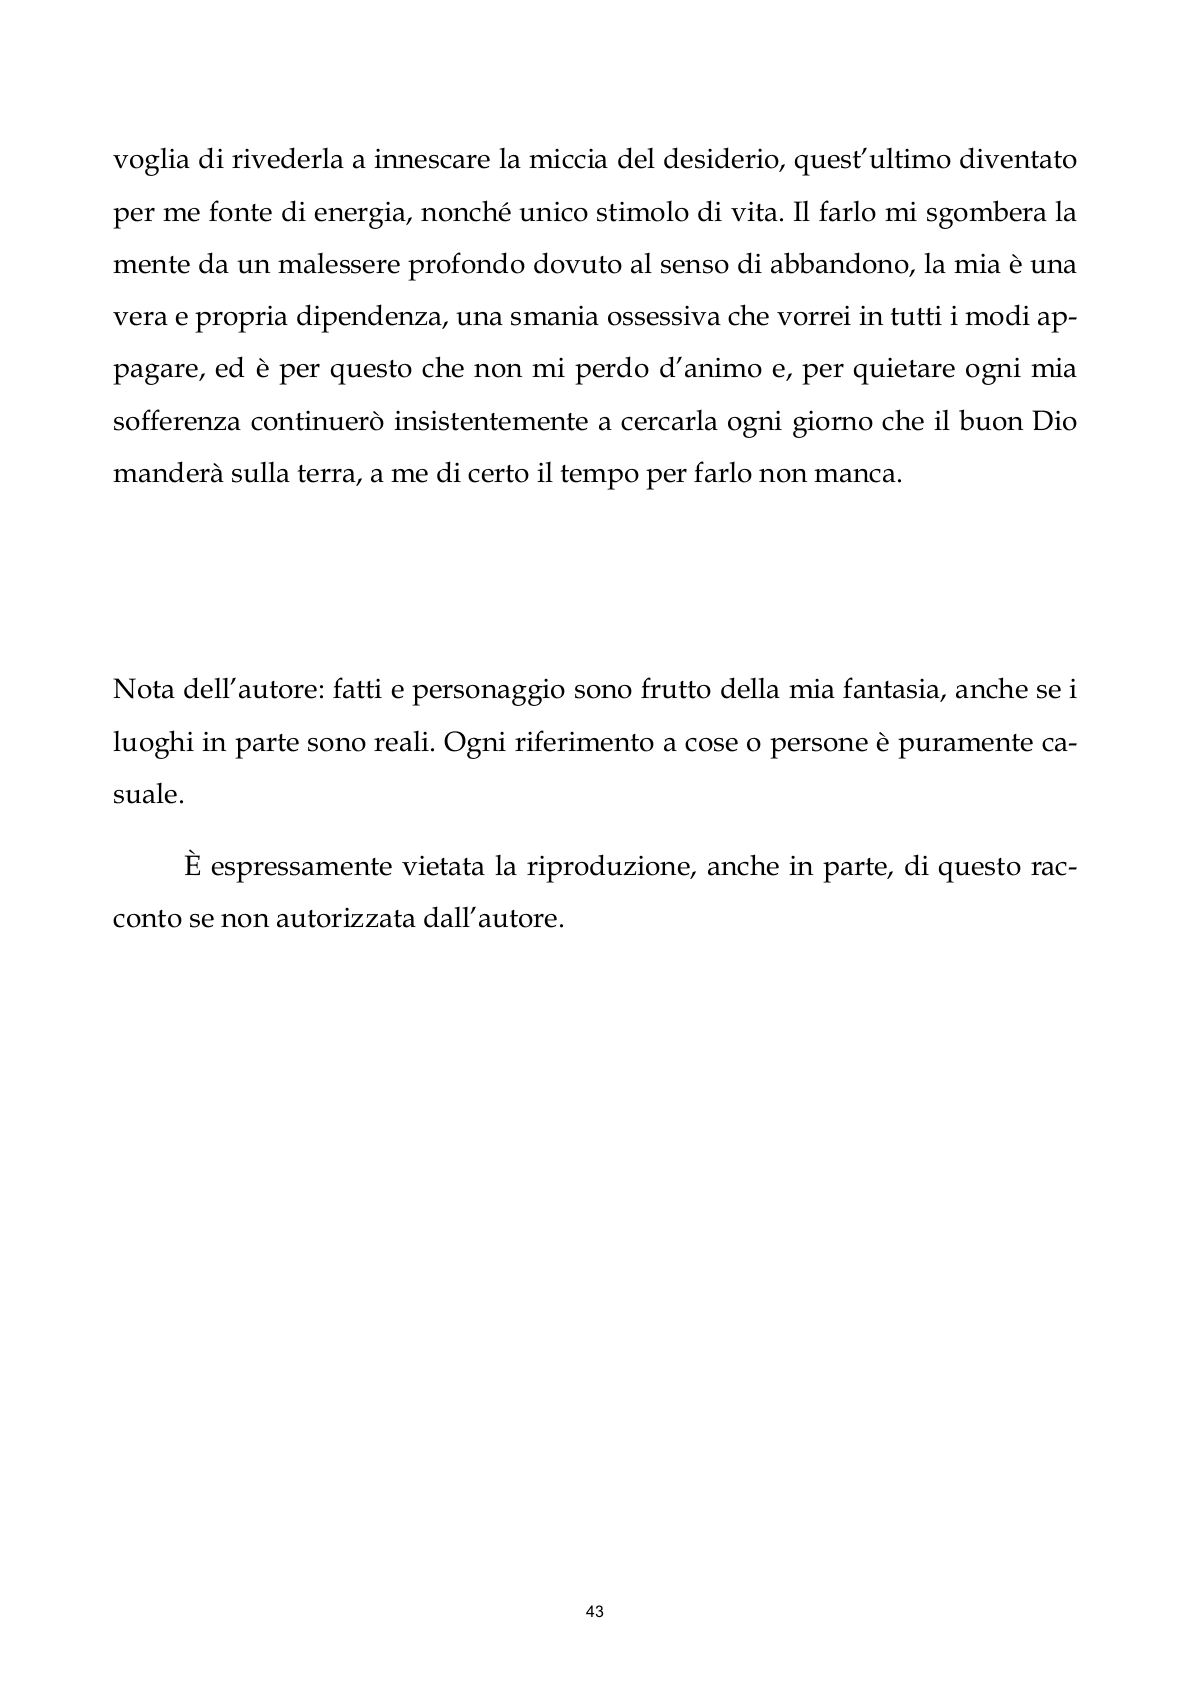 voglia di rivederla a innescare la miccia del desiderio, quest’ultimo diventato
per me fonte di energia, nonché unico stimolo di vita. Il farlo mi sgombera la
mente da un malessere profondo dovuto al senso di abbandono, la mia è una
vera e propria dipendenza, una smania ossessiva che vorrei in tutti i modi ap-
pagare, ed è per questo che non mi perdo d’animo e, per quietare ogni mia
sofferenza continuerò insistentemente a cercarla ogni giorno che il buon Dio
manderà sulla terra, a me di certo il tempo per farlo non manca.
Nota dell’autore: fatti e personaggio sono frutto della mia fantasia, anche se i
luoghi in parte sono reali. Ogni riferimento a cose o persone è puramente ca-
suale.
È espressamente vietata la riproduzione, anche in parte, di questo rac-
conto se non autorizzata dall’autore.
43